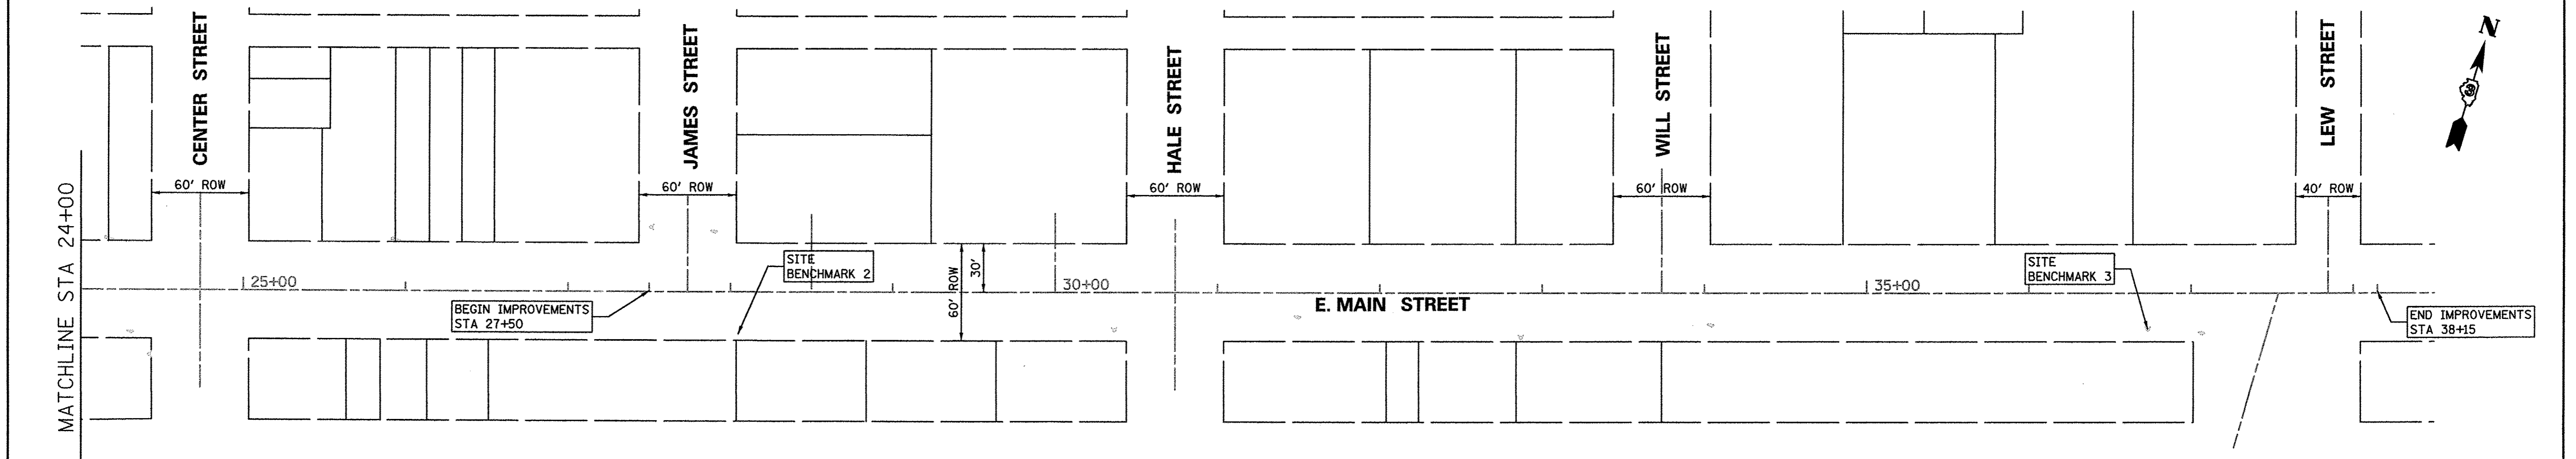 CENTER STREET
JAMES STREET
HALE STREET
WILL STREET
LEW STREET
N
60' ROW
60' ROW
60' ROW
60' ROW
40' ROW
MATCHLINE STA 24+00
25+00
BEGIN IMPROVEMENTS
STA 27+50
SITE
BENCHMARK 2
60' ROW
30'
30+00
E. MAIN STREET
35+00
SITE
BENCHMARK 3
END IMPROVEMENTS
STA 38+15